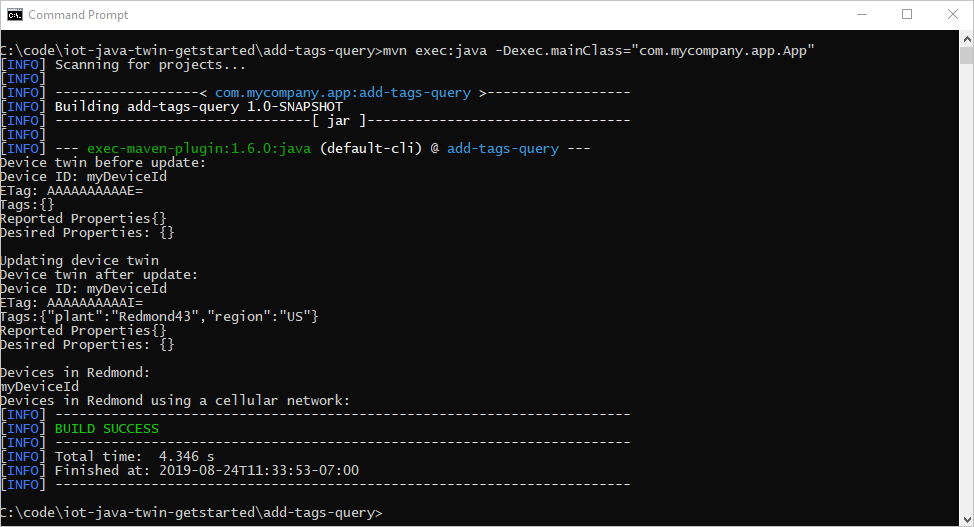 Command Prompt
C:\code\iot-java-twin-getstarted\add-tags-query>mvn exec:java -Dexec.mainClass="com.mycompany.app.App"
[INFO] Scanning for projects...
[INFO]
[INFO] ------------------< com.mycompany.app:add-tags-query >------------------
[INFO] Building add-tags-query 1.0-SNAPSHOT
[INFO] --------------------------------[ jar ]---------------------------------
[INFO]
[INFO] --- exec-maven-plugin:1.6.0:java (default-cli) @ add-tags-query ---
Device twin before update:
Device ID: myDeviceId
ETag: AAAAAAAAAAE=
Tags:{}
Reported Properties{}
Desired Properties: {}
Updating device twin
Device twin after update:
Device ID: myDeviceId
ETag: AAAAAAAAAAI=
Tags:{"plant":"Redmond43","region":"US"}
Reported Properties{}
Desired Properties: {}
Devices in Redmond:
myDeviceId
Devices in Redmond using a cellular network:
[INFO] ------------------------------------------------------------------------
[INFO] BUILD SUCCESS
[INFO] ------------------------------------------------------------------------
[INFO] Total time:  4.346 s
[INFO] Finished at: 2019-08-24T11:33:53-07:00
[INFO] ------------------------------------------------------------------------
C:\code\iot-java-twin-getstarted\add-tags-query>